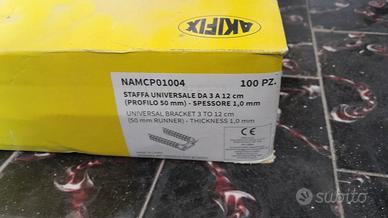 AKIFIX
NAMCP01004 100 PZ.
STAFFA UNIVERSALE DA 3 A 12 cm
(PROFILO 50 mm) - SPESSORE 1,0 mm
UNIVERSAL BRACKET 3 TO 12 cm
(50 mm RUNNER) - THICKNESS 1,0 mm
CE
subito